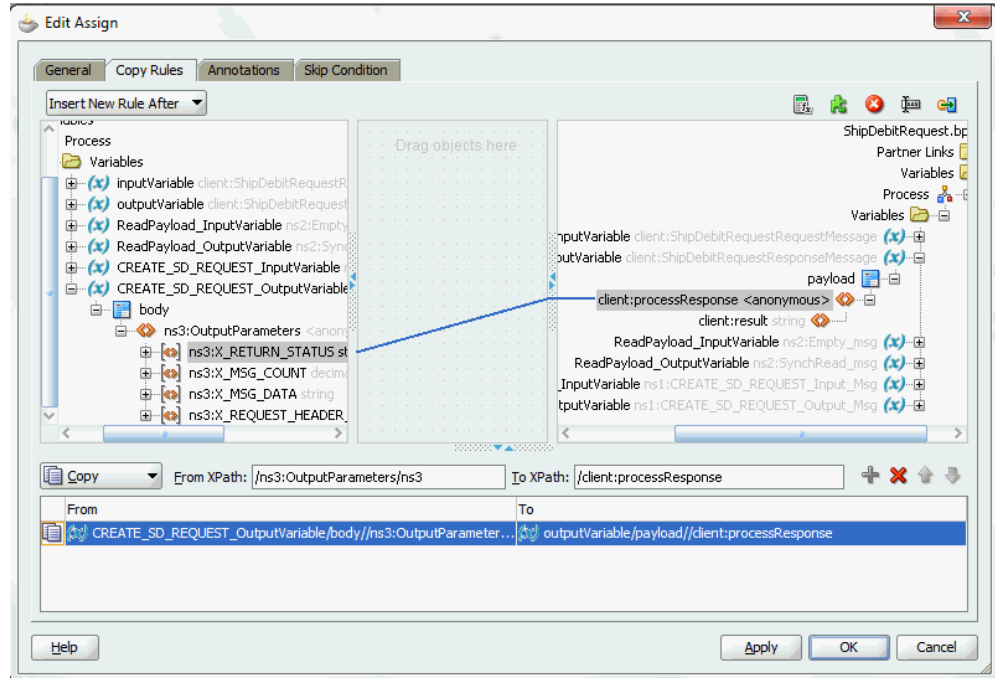 Edit Assign
General Copy Rules Annotations Skip Condition
Insert New Rule After
Process
Variables
inputVariable client:ShipDebitRequestR
outputVariable client:ShipDebitRequest
ReadPayload_InputVariable ns2:Empty
ReadPayload_OutputVariable ns2:Sync
CREATE_SD_REQUEST_InputVariable
CREATE_SD_REQUEST_OutputVariable
body
ns3:OutputParameters <anony
ns3:X_RETURN_STATUS st
ns3:X_MSG_COUNT decima
ns3:X_MSG_DATA string
ns3:X_REQUEST_HEADER_
Drag objects here
ShipDebitRequest.bp
Partner Links
Variables
Process
Variables
nputVariable client:ShipDebitRequestRequestMessage
putVariable client:ShipDebitRequestResponseMessage
payload
client:processResponse <anonymous>
client:result string
ReadPayload_InputVariable ns2:Empty_msg
ReadPayload_OutputVariable ns2:SynchRead_msg
_InputVariable ns1:CREATE_SD_REQUEST_Input_Msg
tputVariable ns1:CREATE_SD_REQUEST_Output_Msg
Copy From XPath: /ns3:OutputParameters/ns3 To XPath: /client:processResponse
From To
CREATE_SD_REQUEST_OutputVariable/body//ns3:OutputParameter... outputVariable/payload//client:processResponse
Help Apply OK Cancel